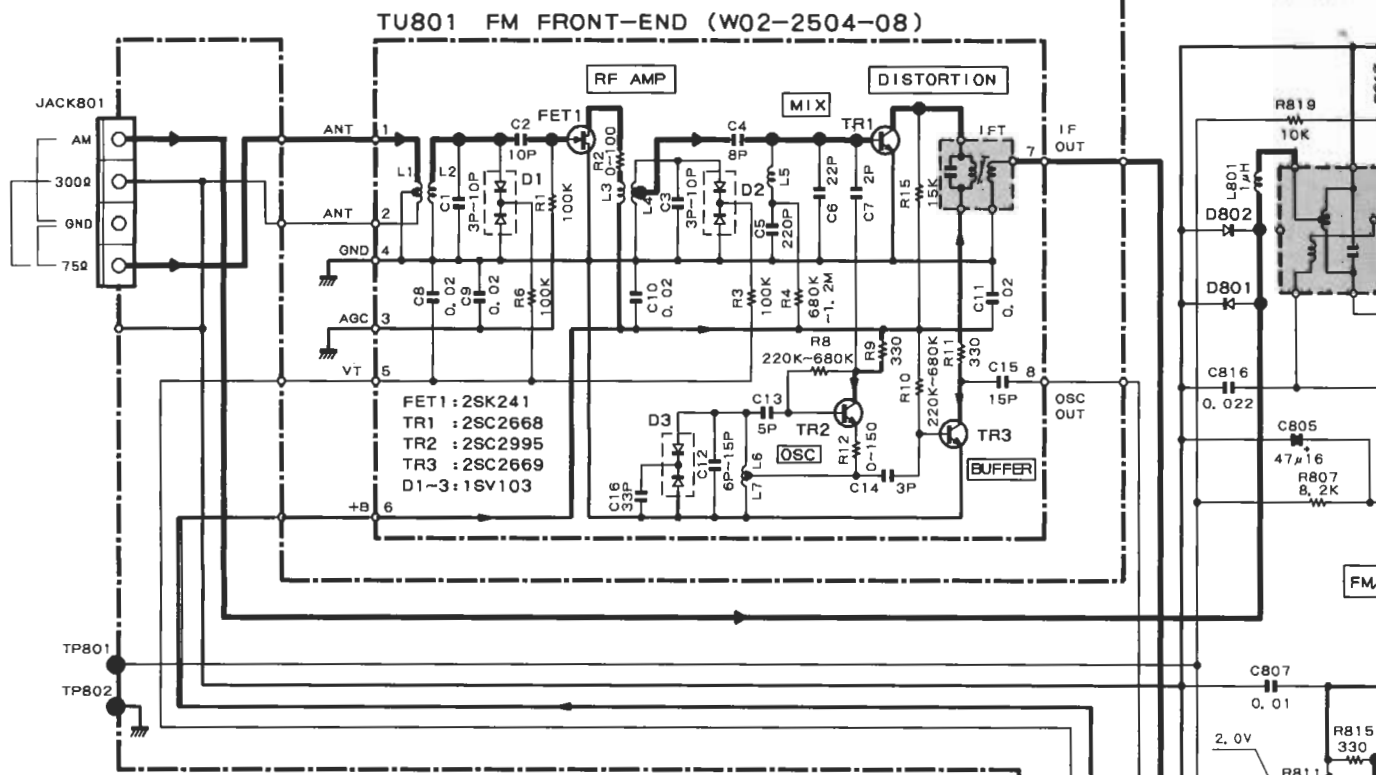 TU801 FM FRONT-END (W02-2504-08)
JACK801
AM
300Ω
GND
75Ω
ANT 1
ANT 2
GND 4
AGC 3
VT 5
+B 6
RF AMP
MIX
DISTORTION
FET1
TR1
IFT
7
IF
OUT
L1
L2
C1
3P~10P
C2
10P
D1
R1
100K
R2
0~100
L3
L4
C3
3P~10P
C4
8P
D2
L5
C5
220P
C6
22P
C7
2P
R15
15K
C8
0.02
C9
0.02
R6
100K
C10
0.02
R3
100K
R4
680K
~1.2M
C11
0.02
R8
220K~680K
R9
330
R10
220K~680K
R11
330
C15
15P
8
OSC
OUT
FET1:2SK241
TR1 :2SC2668
TR2 :2SC2995
TR3 :2SC2669
D1~3:1SV103
D3
C16
33P
C12
6P~15P
L6
L7
C13
5P
TR2
OSC
R12
0~150
C14 3P
TR3
BUFFER
TP801
TP802
R819
10K
L801
1μH
D802
D801
C816
0.022
C805
47μ16
+
R807
8.2K
C807
0.01
2.0V
R815
330
R811